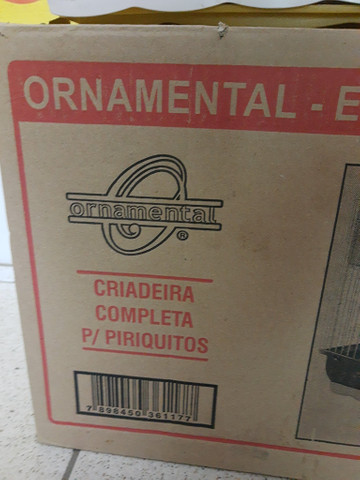 ORNAMENTAL - E
ornamental
®
CRIADEIRA
COMPLETA
P/ PIRIQUITOS
7 898450 361177